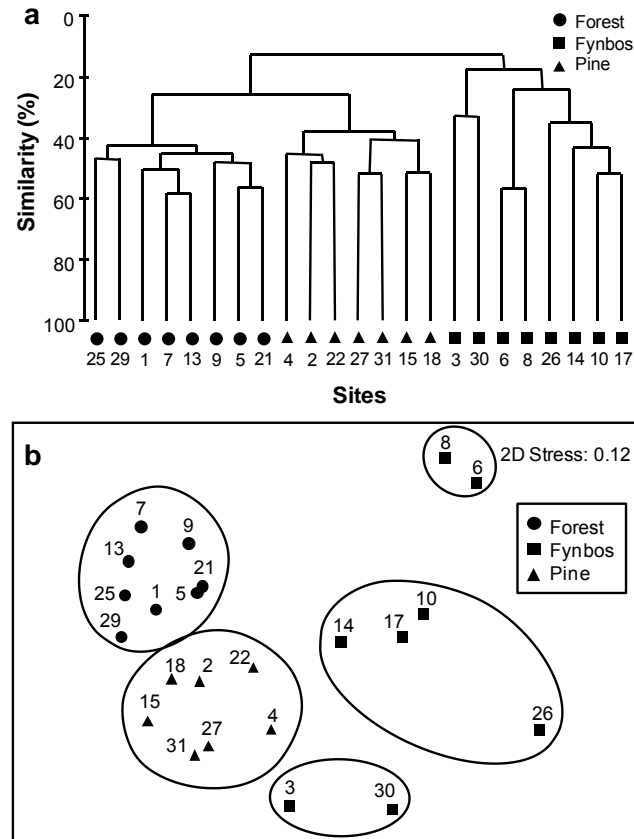 a
0
20
40
60
80
100
Similarity (%)
Forest
Fynbos
Pine
25 29 1 7 13 9 5 21 4 2 22 27 31 15 18 3 30 6 8 26 14 10 17
Sites
b
8
6
2D Stress: 0.12
Forest
Fynbos
Pine
7
9
13
21
25
1
5
29
10
14
17
26
18
2
22
15
4
27
31
3
30